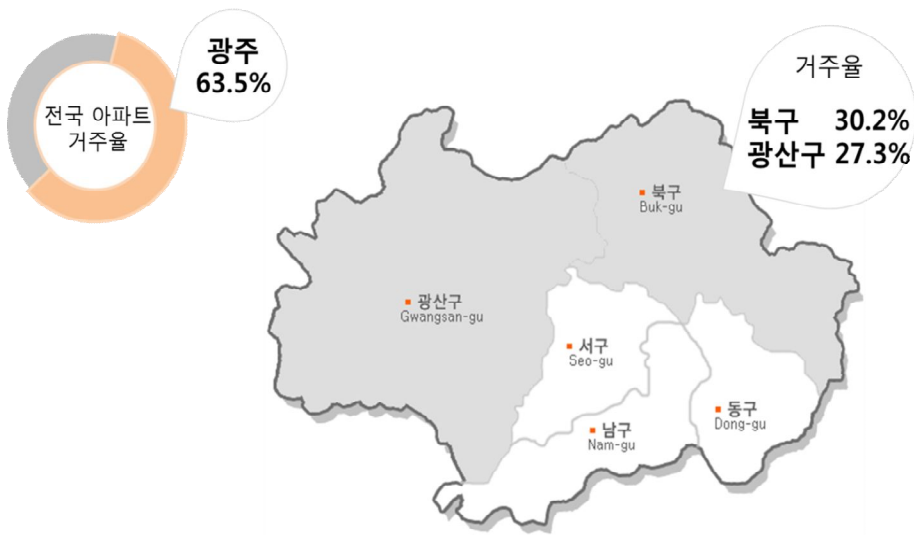 광주
63.5%
전국 아파트
거주율
거주율
북구 30.2%
광산구 27.3%
북구
Buk-gu
광산구
Gwangsan-gu
서구
Seo-gu
동구
Dong-gu
남구
Nam-gu